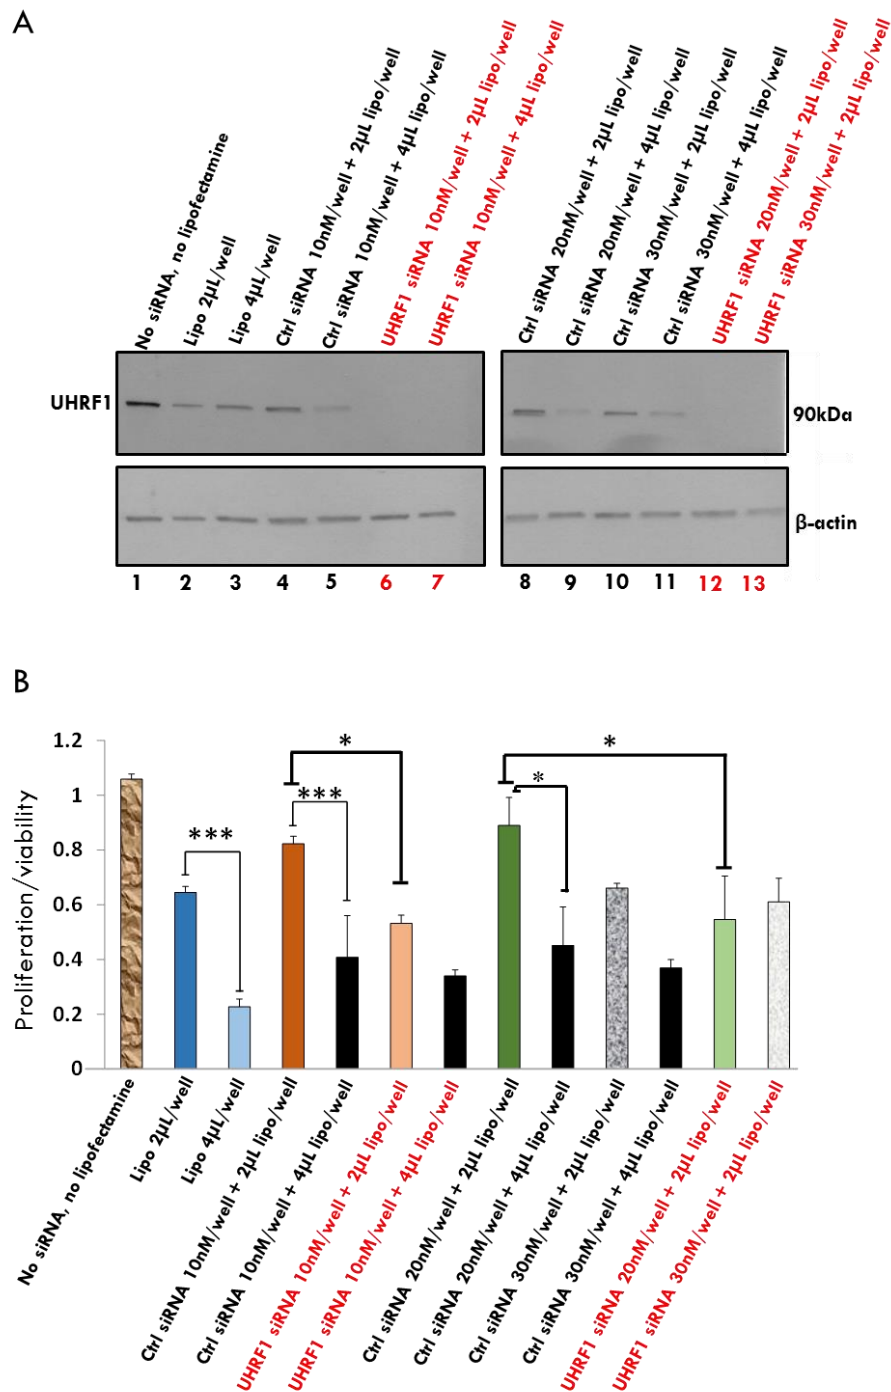 A
No siRNA, no lipofectamine
Lipo 2µL/well
Lipo 4µL/well
Ctrl siRNA 10nM/well + 2µL lipo/well
Ctrl siRNA 10nM/well + 4µL lipo/well
UHRF1 siRNA 10nM/well + 2µL lipo/well
UHRF1 siRNA 10nM/well + 4µL lipo/well
Ctrl siRNA 20nM/well + 2µL lipo/well
Ctrl siRNA 20nM/well + 4µL lipo/well
Ctrl siRNA 30nM/well + 2µL lipo/well
Ctrl siRNA 30nM/well + 4µL lipo/well
UHRF1 siRNA 20nM/well + 2µL lipo/well
UHRF1 siRNA 30nM/well + 2µL lipo/well
UHRF1
90kDa
β-actin
1 2 3 4 5 6 7 8 9 10 11 12 13
B
Proliferation/viability
1.2
1
0.8
0.6
0.4
0.2
0
***
***
*
*
*
No siRNA, no lipofectamine
Lipo 2µL/well
Lipo 4µL/well
Ctrl siRNA 10nM/well + 2µL lipo/well
Ctrl siRNA 10nM/well + 4µL lipo/well
UHRF1 siRNA 10nM/well + 2µL lipo/well
UHRF1 siRNA 10nM/well + 4µL lipo/well
Ctrl siRNA 20nM/well + 2µL lipo/well
Ctrl siRNA 20nM/well + 4µL lipo/well
Ctrl siRNA 30nM/well + 2µL lipo/well
Ctrl siRNA 30nM/well + 4µL lipo/well
UHRF1 siRNA 20nM/well + 2µL lipo/well
UHRF1 siRNA 30nM/well + 2µL lipo/well